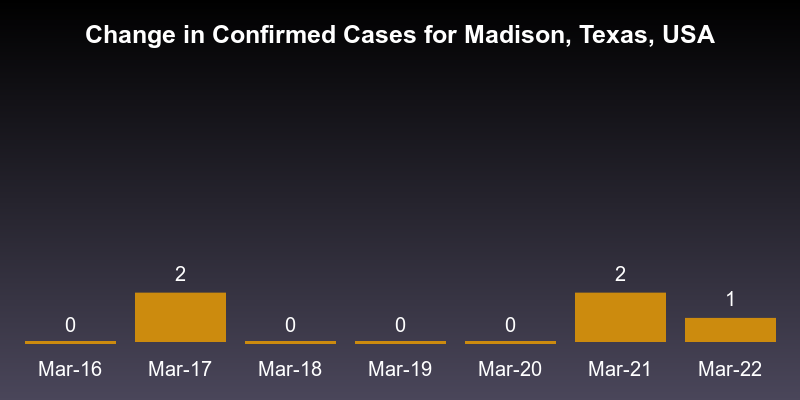 Change in Confirmed Cases for Madison, Texas, USA
2
2
1
0
0
0
0
Mar-16
Mar-17
Mar-18
Mar-19
Mar-20
Mar-21
Mar-22